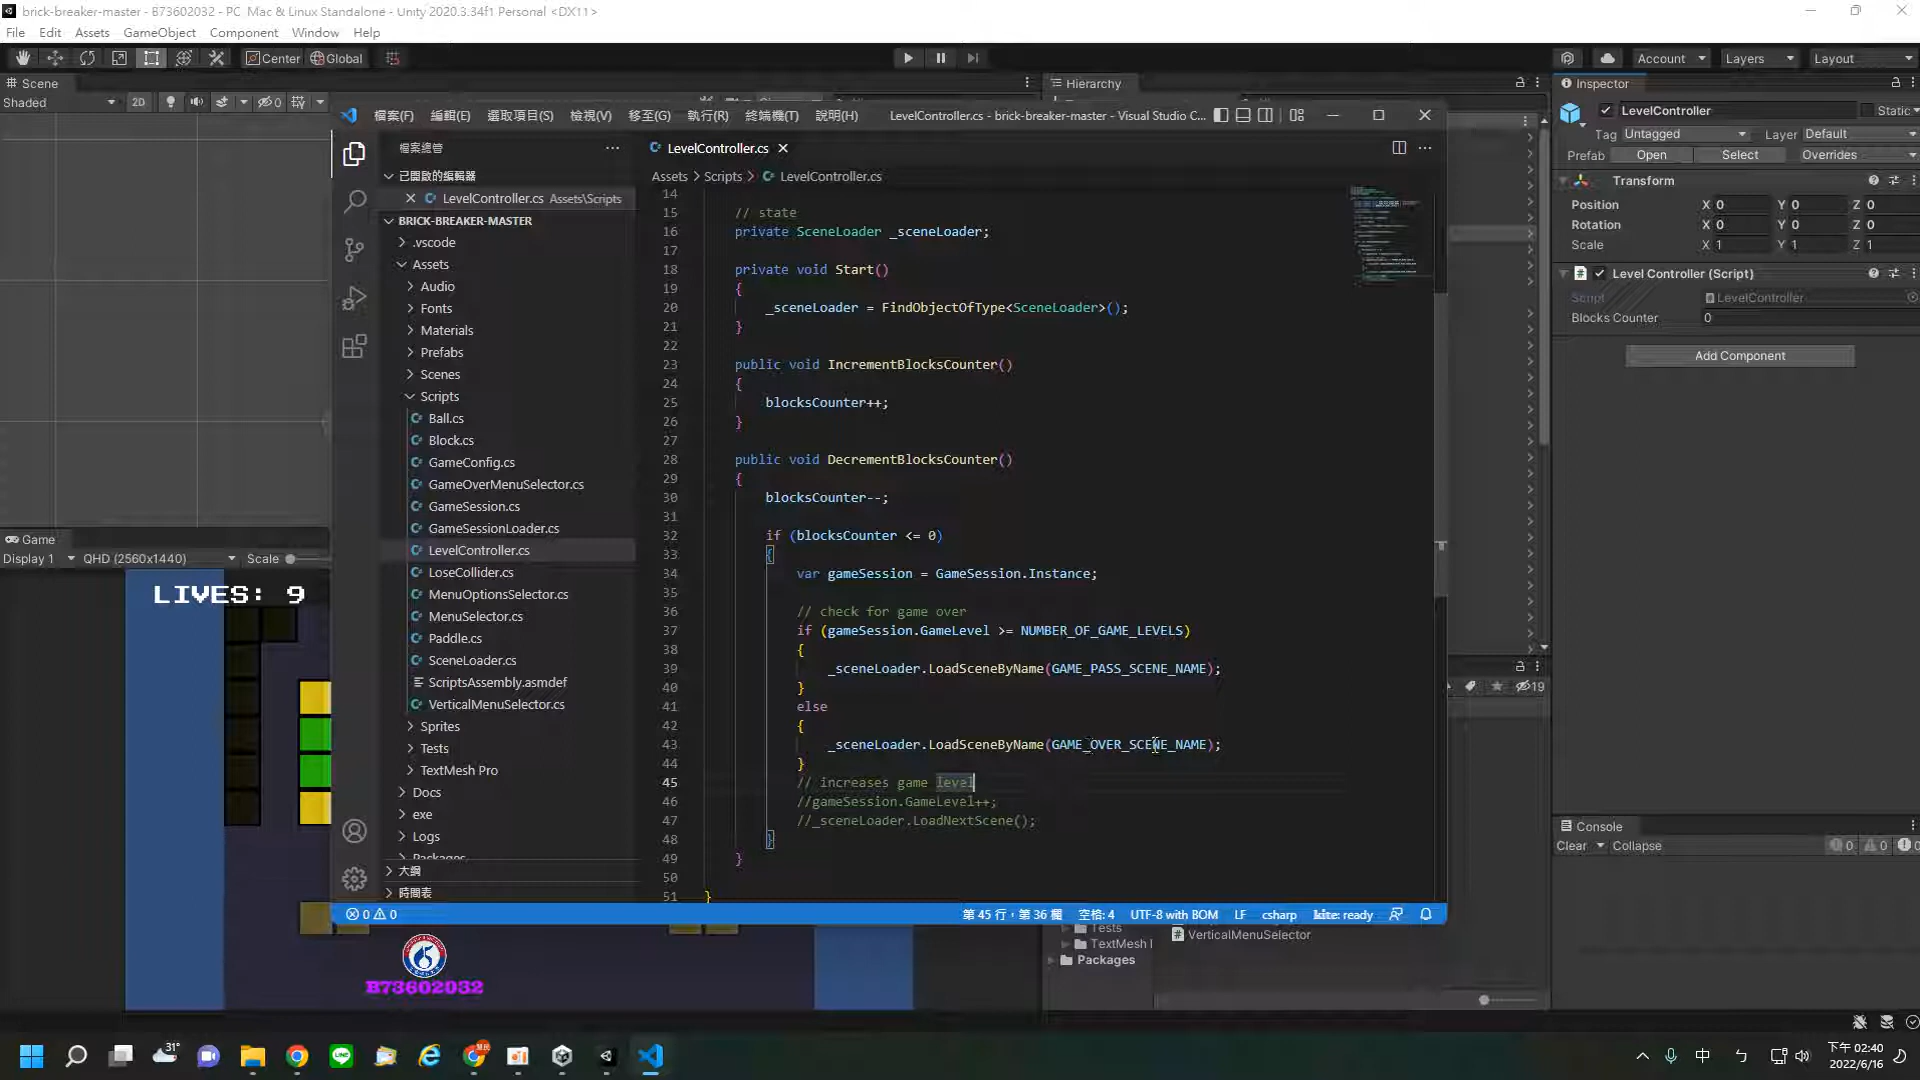 brick-breaker-master - B73602032 - PC, Mac & Linux Standalone - Unity 2020.3.34f1 Personal <DX11>
File Edit Assets GameObject Component Window Help
Center Global
Account Layers Layout
Scene
Hierarchy
Inspector
Shaded 2D 0
檔案(F) 編輯(E) 選取項目(S) 檢視(V) 移至(G) 執行(R) 終端機(T) 說明(H) LevelController.cs - brick-breaker-master - Visual Studio C...
LevelController Static
Tag Untagged Layer Default
Prefab Open Select Overrides
Transform
Position X 0 Y 0 Z 0
Rotation X 0 Y 0 Z 0
Scale X 1 Y 1 Z 1
Level Controller (Script)
Script LevelController
Blocks Counter 0
Add Component
檔案總管
已開啟的編輯器
LevelController.cs Assets\Scripts
BRICK-BREAKER-MASTER
.vscode
Assets
Audio
Fonts
Materials
Prefabs
Scenes
Scripts
Ball.cs
Block.cs
GameConfig.cs
GameOverMenuSelector.cs
GameSession.cs
GameSessionLoader.cs
LevelController.cs
LoseCollider.cs
MenuOptionsSelector.cs
MenuSelector.cs
Paddle.cs
SceneLoader.cs
ScriptsAssembly.asmdef
VerticalMenuSelector.cs
Sprites
Tests
TextMesh Pro
Docs
exe
Logs
Packages
大綱
時間表
LevelController.cs
Assets > Scripts > LevelController.cs
14
15 // state
16 private SceneLoader _sceneLoader;
17
18 private void Start()
19 {
20 _sceneLoader = FindObjectOfType<SceneLoader>();
21 }
22
23 public void IncrementBlocksCounter()
24 {
25 blocksCounter++;
26 }
27
28 public void DecrementBlocksCounter()
29 {
30 blocksCounter--;
31
32 if (blocksCounter <= 0)
33 {
34 var gameSession = GameSession.Instance;
35
36 // check for game over
37 if (gameSession.GameLevel >= NUMBER_OF_GAME_LEVELS)
38 {
39 _sceneLoader.LoadSceneByName(GAME_PASS_SCENE_NAME);
40 }
41 else
42 {
43 _sceneLoader.LoadSceneByName(GAME_OVER_SCENE_NAME);
44 }
45 // increases game level
46 //gameSession.GameLevel++;
47 //_sceneLoader.LoadNextScene();
48 }
49 }
50
51 }
0 0 第 45 行，第 36 欄 空格: 4 UTF-8 with BOM LF csharp kite: ready
Game
Display 1 QHD (2560x1440) Scale
LIVES: 9
B73602032
19
Tests
TextMesh
Packages
VerticalMenuSelector
Console
Clear Collapse 0 0 0
31°
中
下午 02:40
2022/6/16